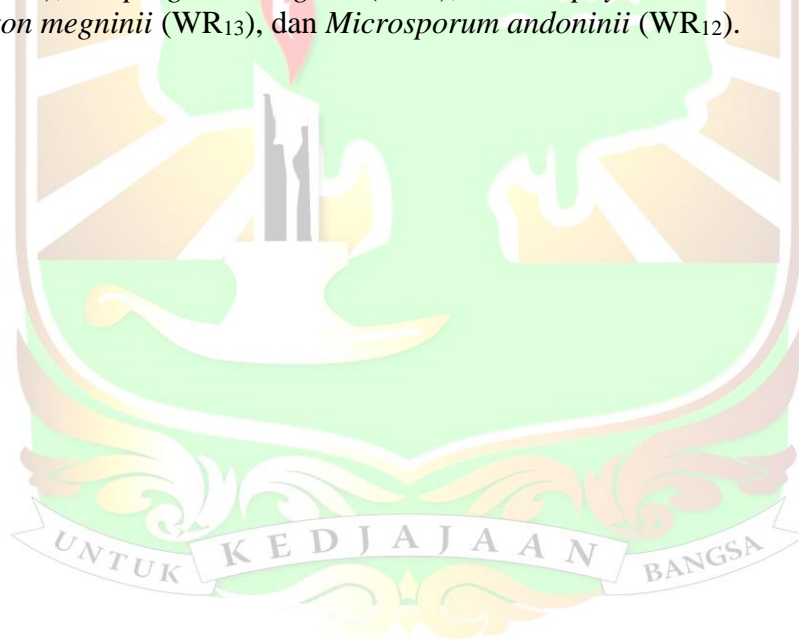 on megninii (WR₁₃), dan Microsporum andoninii (WR₁₂).
UNTUK KEDJAJAAN BANGSA